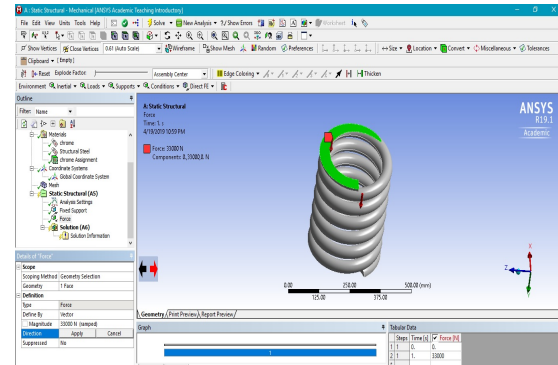 A : Static Structural - Mechanical [ANSYS Academic Teaching Introductory]
File Edit View Units Tools Help Solve New Analysis ?/ Show Errors Worksheet
Show Vertices Close Vertices 0.61 (Auto Scale) Wireframe Show Mesh Random Preferences Size Location Convert Miscellaneous Tolerances
Clipboard [Empty]
Reset Explode Factor Assembly Center Edge Coloring Thicken
Environment Inertial Loads Supports Conditions Direct FE
Outline
Filter: Name
Materials
chrome
Structural Steel
chrome Assignment
Coordinate Systems
Global Coordinate System
Mesh
Static Structural (A5)
Analysis Settings
Fixed Support
Force
Solution (A6)
Solution Information
Details of "Force"
Scope
Scoping Method Geometry Selection
Geometry 1 Face
Definition
Type Force
Define By Vector
Magnitude 33000 N (ramped)
Direction Apply Cancel
Suppressed No
A: Static Structural
Force
Time: 1. s
4/19/2019 10:59 PM
Force: 33000 N
Components: 0.,33000,0. N
ANSYS
R19.1
Academic
X
Z
Y
0.00 250.00 500.00 (mm)
125.00 375.00
Geometry Print Preview Report Preview
Graph
1
Tabular Data
Steps Time [s] Force [N]
1 1 0. 0.
2 1 1. 33000